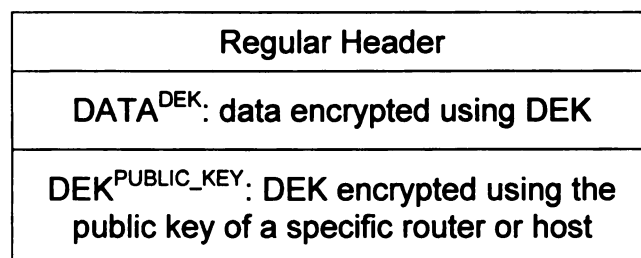 Regular Header
DATA^DEK: data encrypted using DEK
DEK^PUBLIC_KEY: DEK encrypted using the
public key of a specific router or host